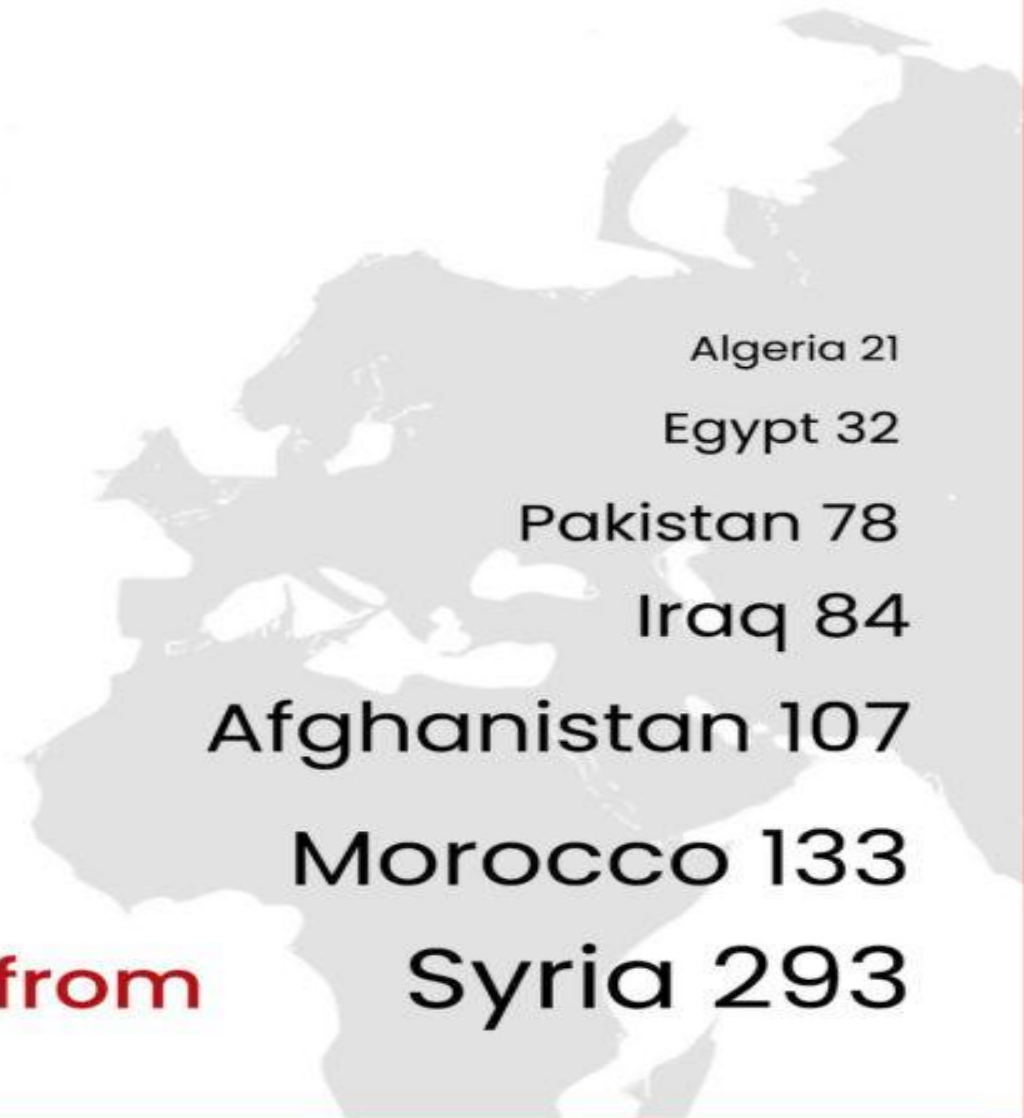 Algeria 21
Egypt 32
Pakistan 78
Iraq 84
Afghanistan 107
Morocco 133
from Syria 293